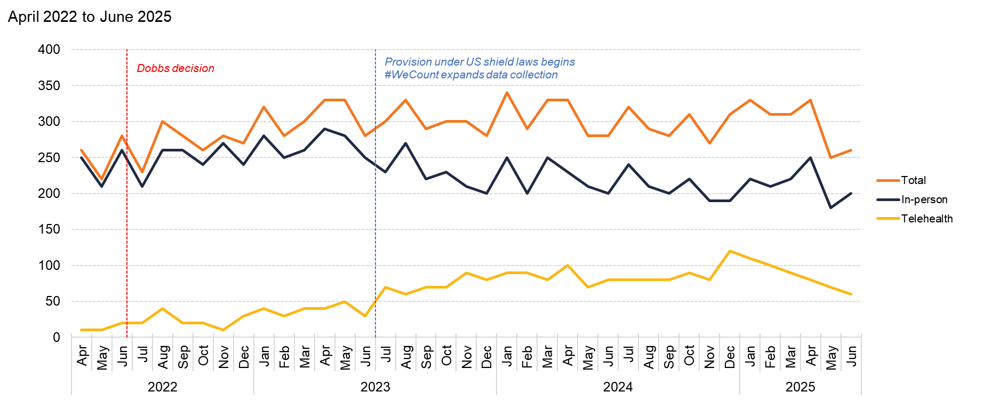 April 2022 to June 2025
400
350
300
250
200
150
100
50
0
Dobbs decision
Provision under US shield laws begins
#WeCount expands data collection
Total
In-person
Telehealth
Apr May Jun Jul Aug Sep Oct Nov Dec Jan Feb Mar Apr May Jun Jul Aug Sep Oct Nov Dec Jan Feb Mar Apr May Jun Jul Aug Sep Oct Nov Dec Jan Feb Mar Apr May Jun
2022 2023 2024 2025